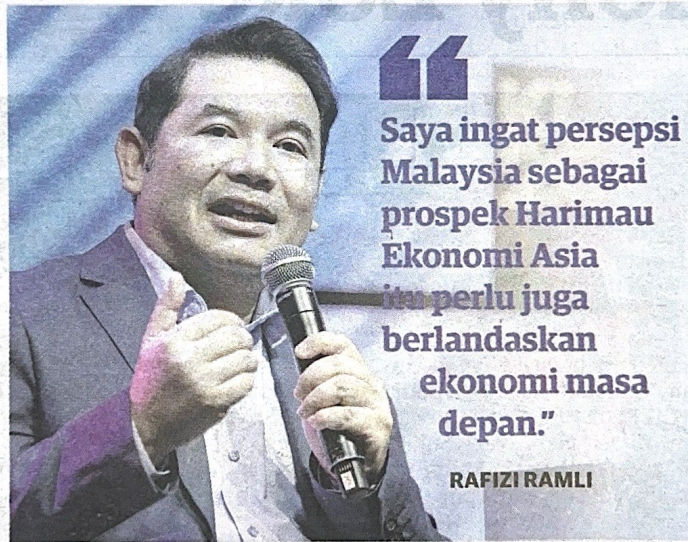 “
Saya ingat persepsi
Malaysia sebagai
prospek Harimau
Ekonomi Asia
itu perlu juga
berlandaskan
ekonomi masa
depan.”
RAFIZI RAMLI